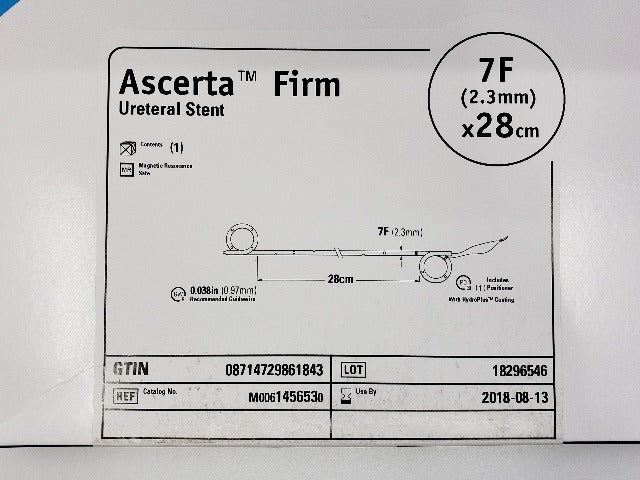 Ascerta™ Firm
Ureteral Stent
7F
(2.3mm)
x28cm
Contents (1)
MR Magnetic Resonance
Safe
7F (2.3mm)
28cm
0.038in (0.97mm)
Recommended Guidewire
Includes
(1) Positioner
With HydroPlus™ Coating
GTIN 08714729861843
LOT 18296546
REF Catalog No. M0061456530
Use By 2018-08-13